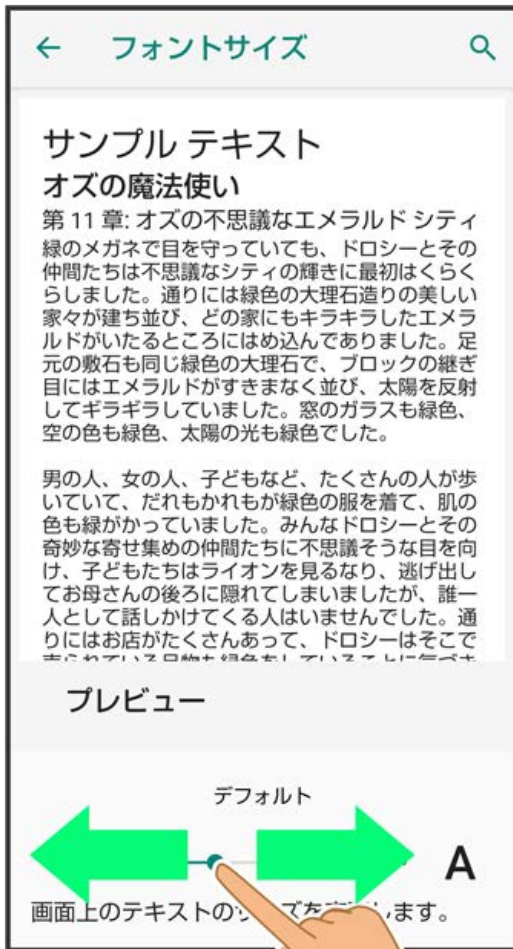 フォントサイズ
サンプル テキスト
オズの魔法使い
第 11 章: オズの不思議なエメラルド シティ
緑のメガネで目を守っていても、ドロシーとその
仲間たちは不思議なシティの輝きに最初はくらく
らしました。通りには緑色の大理石造りの美しい
家々が建ち並び、どの家にもキラキラしたエメラ
ルドがいたるところにはめ込んでありました。足
元の敷石も同じ緑色の大理石で、ブロックの継ぎ
目にはエメラルドがすきまなく並び、太陽を反射
してギラギラしていました。窓のガラスも緑色、
空の色も緑色、太陽の光も緑色でした。
男の人、女の人、子どもなど、たくさんの人が歩
いていて、だれもかれもが緑色の服を着て、肌の
色も緑がかっていました。みんなドロシーとその
奇妙な寄せ集めの仲間たちに不思議そうな目を向
け、子どもたちはライオンを見るなり、逃げ出し
てお母さんの後ろに隠れてしまいましたが、誰一
人として話しかけてくる人はいませんでした。通
りにはお店がたくさんあって、ドロシーはそこで
プレビュー
デフォルト
A
画面上のテキストの します。